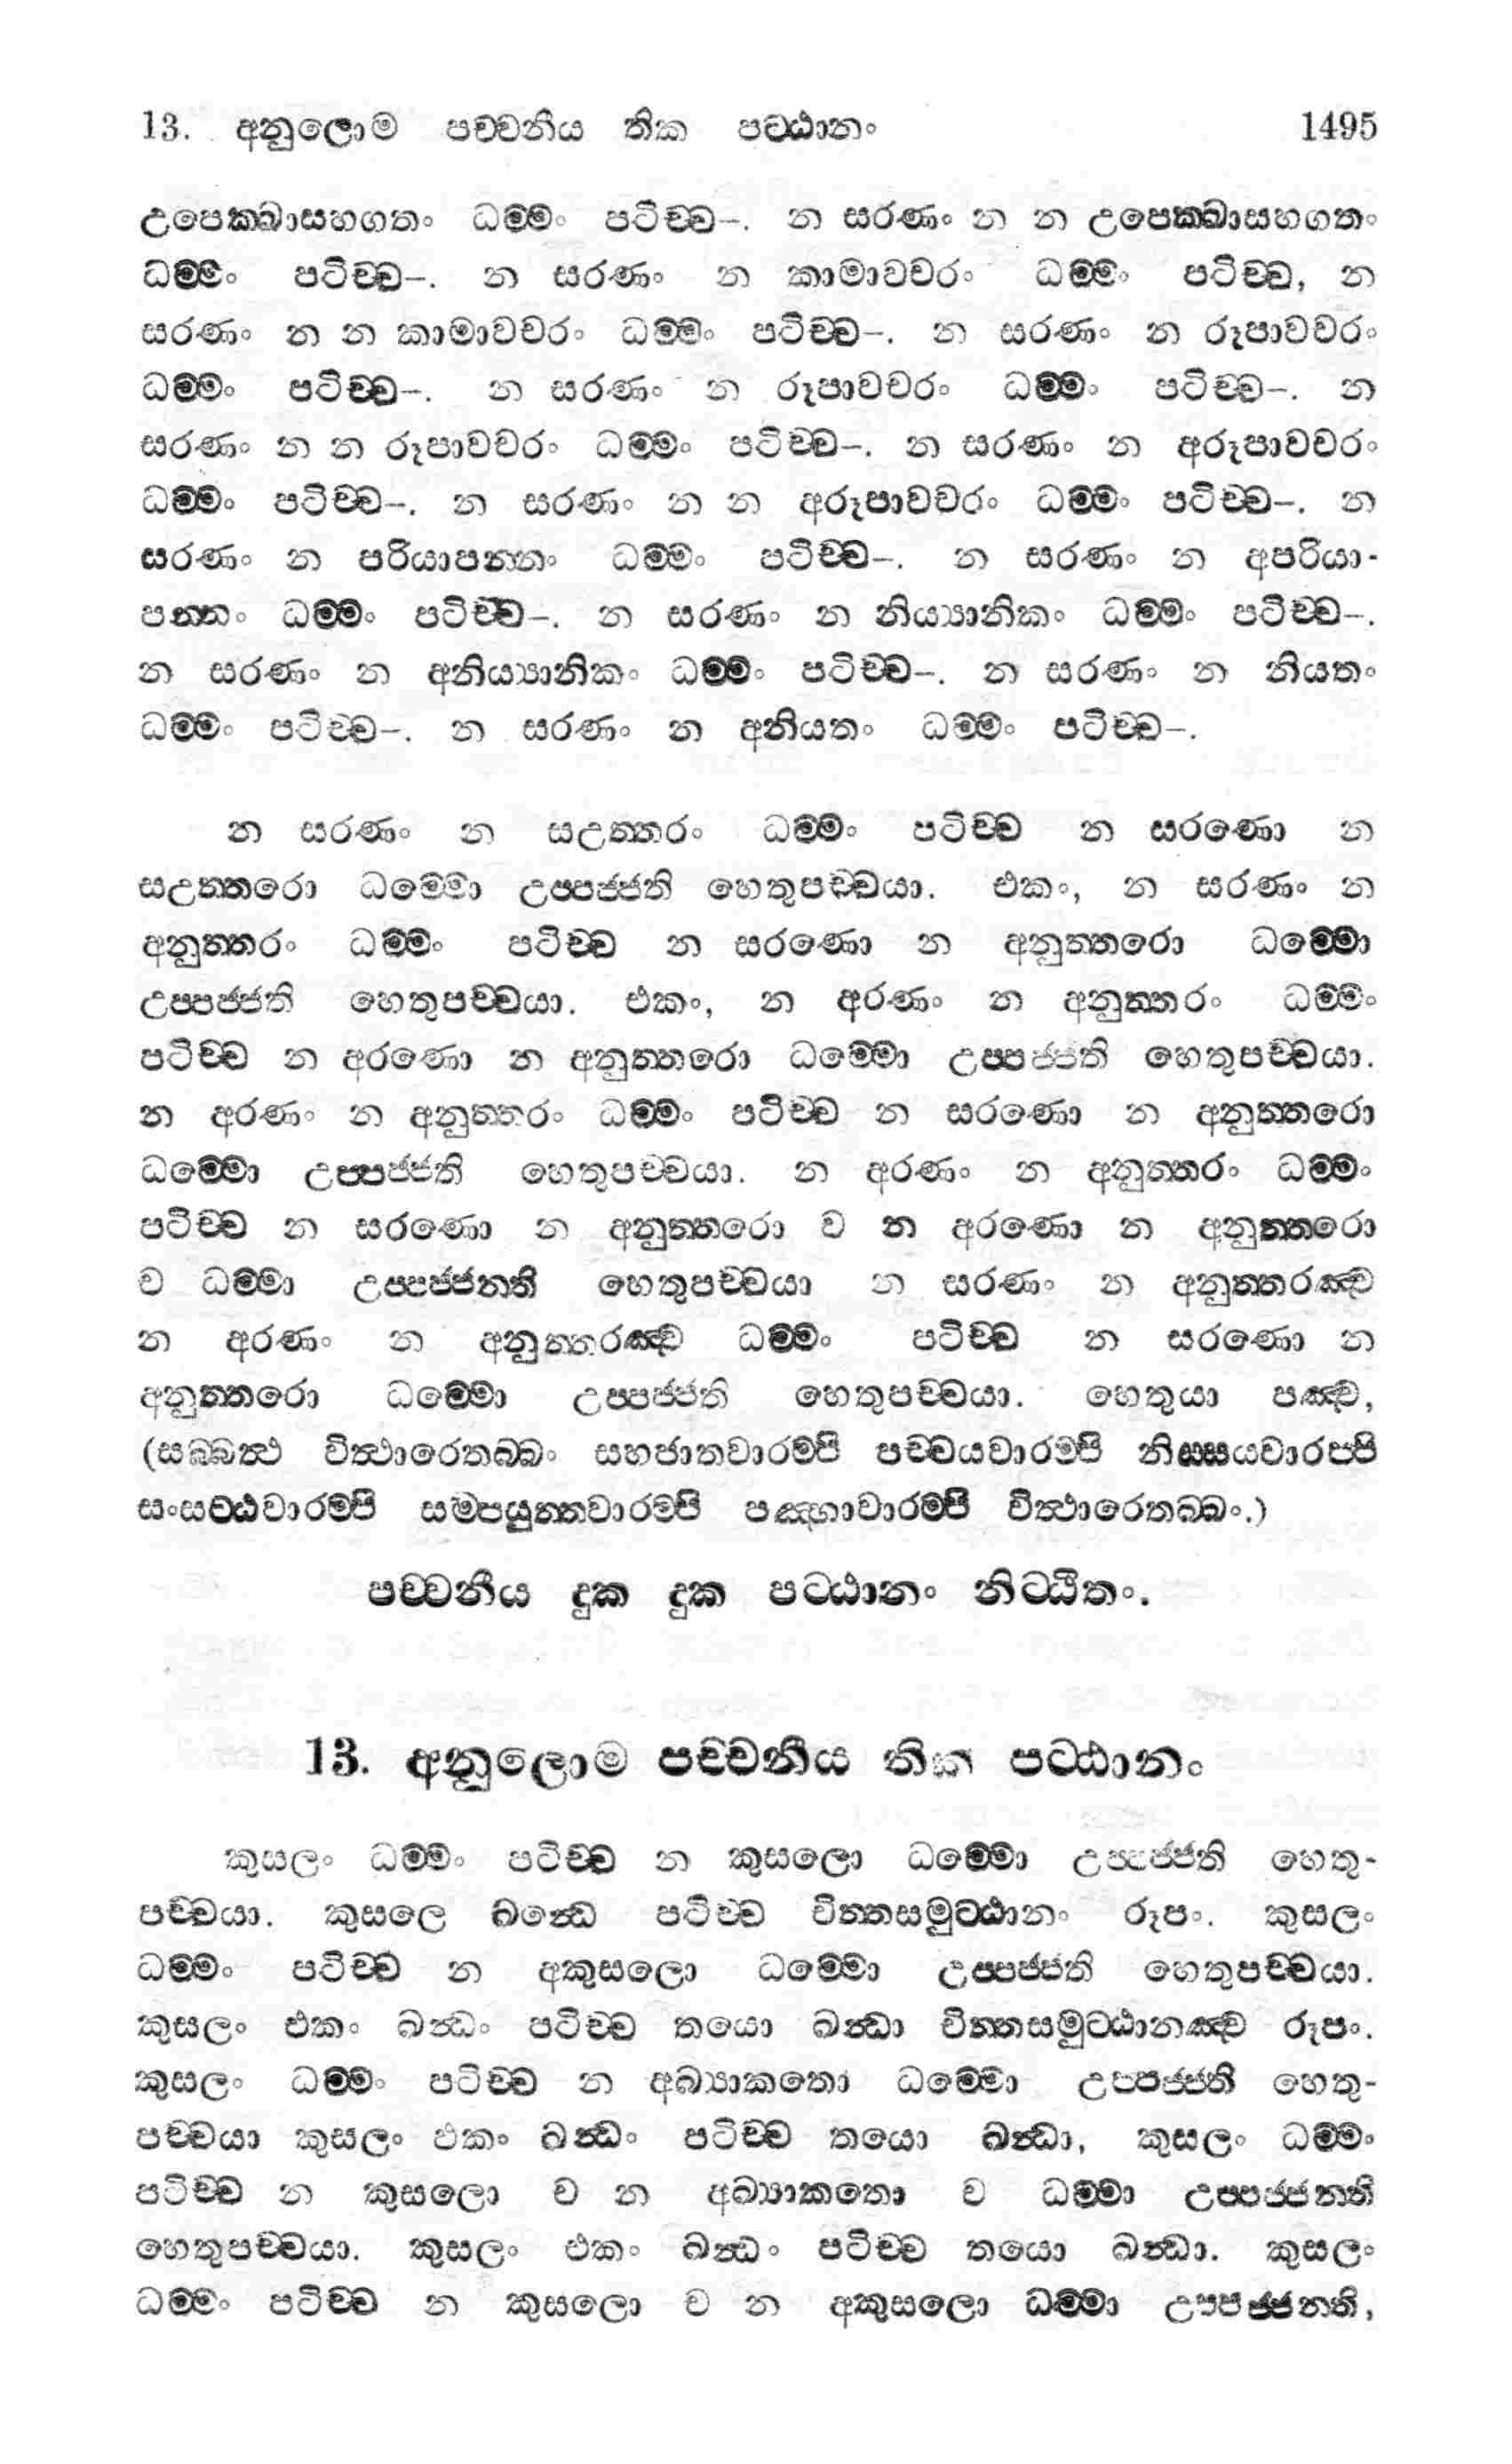 13. අනුලොම පච්චනීය තික පට්ඨානං 1495
උපෙක්ඛාසහගතං ධම්මං පටිච්ච–. න සරණං න න උපෙක්ඛාසහගතං
ධම්මං පටිච්ච–. න සරණං න කාමාවචරං ධම්මං පටිච්ච, න
සරණං න න කාමාවචරං ධම්මං පටිච්ච–. න සරණං න රූපාවචරං
ධම්මං පටිච්ච–. න සරණං න රූපාවචරං ධම්මං පටිච්ච–. න
සරණං න න රූපාවචරං ධම්මං පටිච්ච–. න සරණං න අරූපාවචරං
ධම්මං පටිච්ච–. න සරණං න න අරූපාවචරං ධම්මං පටිච්ච–. න
සරණං න පරියාපන්නං ධම්මං පටිච්ච–. න සරණං න අපරියා-
පන්නං ධම්මං පටිච්ච–. න සරණං න නිය්‍යානිකං ධම්මං පටිච්ච–.
න සරණං න අනිය්‍යානිකං ධම්මං පටිච්ච–. න සරණං න නියතං
ධම්මං පටිච්ච–. න සරණං න අනියතං ධම්මං පටිච්ච–.
න සරණං න සඋත්තරං ධම්මං පටිච්ච න සරණො න
සඋත්තරො ධම්මො උප්පජ්ජති හෙතුපච්චයා. එකං, න සරණං න
අනුත්තරං ධම්මං පටිච්ච න සරණො න අනුත්තරො ධම්මො
උප්පජ්ජති හෙතුපච්චයා. එකං, න අරණං න අනුත්තරං ධම්මං
පටිච්ච න අරණො න අනුත්තරො ධම්මො උප්පජ්ජති හෙතුපච්චයා.
න අරණං න අනුත්තරං ධම්මං පටිච්ච න සරණො න අනුත්තරො
ධම්මො උප්පජ්ජති හෙතුපච්චයා. න අරණං න අනුත්තරං ධම්මං
පටිච්ච න සරණො න අනුත්තරො ච න අරණො න අනුත්තරො
ච ධම්මා උප්පජ්ජන්ති හෙතුපච්චයා න සරණං න අනුත්තරඤ්ච
න අරණං න අනුත්තරඤ්ච ධම්මං පටිච්ච න සරණො න
අනුත්තරො ධම්මො උප්පජ්ජති හෙතුපච්චයා. හෙතුයා පඤ්ච,
(සබ්බත්ථ විත්ථාරෙතබ්බං සහජාතවාරම්පි පච්චයවාරම්පි නිස්සයවාරප්පි
සංසට්ඨවාරම්පි සම්පයුත්තවාරම්පි පඤ්හාවාරම්පි විත්ථාරෙතබ්බං.)
පච්චනීය දුක දුක පට්ඨානං නිට්ඨිතං.
13. අනුලොම පච්චනීය තික පට්ඨානං
කුසලං ධම්මං පටිච්ච න කුසලො ධම්මො උප්පජ්ජති හෙතු-
පච්චයා. කුසලෙ ඛන්ධෙ පටිච්ච චිත්තසමුට්ඨානං රූපං. කුසලං
ධම්මං පටිච්ච න අකුසලො ධම්මො උප්පජ්ජති හෙතුපච්චයා.
කුසලං එකං ඛන්ධං පටිච්ච තයො ඛන්ධා චිත්තසමුට්ඨානඤ්ච රූපං.
කුසලං ධම්මං පටිච්ච න අබ්‍යාකතො ධම්මො උප්පජ්ජති හෙතු-
පච්චයා කුසලං එකං ඛන්ධං පටිච්ච තයො ඛන්ධා, කුසලං ධම්මං
පටිච්ච න කුසලො ච න අබ්‍යාකතො ච ධම්මා උප්පජ්ජන්ති
හෙතුපච්චයා. කුසලං එකං ඛන්ධං පටිච්ච තයො ඛන්ධා. කුසලං
ධම්මං පටිච්ච න කුසලො ච න අකුසලො ධම්මා උප්පජ්ජන්ති,